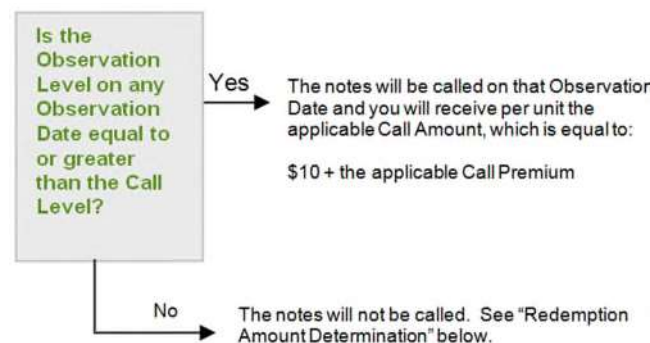 Is the
Observation
Level on any
Observation
Date equal to
or greater
than the Call
Level?
Yes
The notes will be called on that Observation
Date and you will receive per unit the
applicable Call Amount, which is equal to:
$10 + the applicable Call Premium
No
The notes will not be called. See “Redemption
Amount Determination” below.